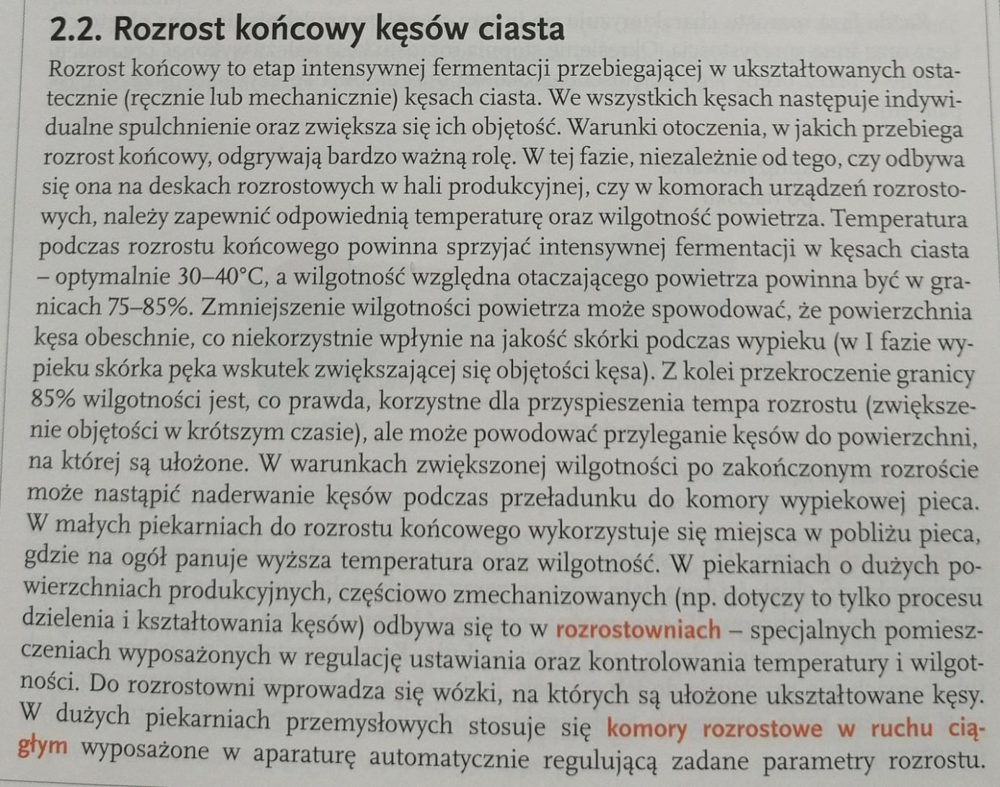 2.2. Rozrost końcowy kęsów ciasta
Rozrost końcowy to etap intensywnej fermentacji przebiegającej w ukształtowanych osta-
tecznie (ręcznie lub mechanicznie) kęsach ciasta. We wszystkich kęsach następuje indywi-
dualne spulchnienie oraz zwiększa się ich objętość. Warunki otoczenia, w jakich przebiega
rozrost końcowy, odgrywają bardzo ważną rolę. W tej fazie, niezależnie od tego, czy odbywa
się ona na deskach rozrostowych w hali produkcyjnej, czy w komorach urządzeń rozrosto-
wych, należy zapewnić odpowiednią temperaturę oraz wilgotność powietrza. Temperatura
podczas rozrostu końcowego powinna sprzyjać intensywnej fermentacji w kęsach ciasta
– optymalnie 30–40°C, a wilgotność względna otaczającego powietrza powinna być w gra-
nicach 75–85%. Zmniejszenie wilgotności powietrza może spowodować, że powierzchnia
kęsa obeschnie, co niekorzystnie wpłynie na jakość skórki podczas wypieku (w I fazie wy-
pieku skórka pęka wskutek zwiększającej się objętości kęsa). Z kolei przekroczenie granicy
85% wilgotności jest, co prawda, korzystne dla przyspieszenia tempa rozrostu (zwiększe-
nie objętości w krótszym czasie), ale może powodować przyleganie kęsów do powierzchni,
na której są ułożone. W warunkach zwiększonej wilgotności po zakończonym rozroście
może nastąpić naderwanie kęsów podczas przeładunku do komory wypiekowej pieca.
W małych piekarniach do rozrostu końcowego wykorzystuje się miejsca w pobliżu pieca,
gdzie na ogół panuje wyższa temperatura oraz wilgotność. W piekarniach o dużych po-
wierzchniach produkcyjnych, częściowo zmechanizowanych (np. dotyczy to tylko procesu
dzielenia i kształtowania kęsów) odbywa się to w rozrostowniach – specjalnych pomiesz-
czeniach wyposażonych w regulację ustawiania oraz kontrolowania temperatury i wilgot-
ności. Do rozrostowni wprowadza się wózki, na których są ułożone ukształtowane kęsy.
W dużych piekarniach przemysłowych stosuje się komory rozrostowe w ruchu cią-
głym wyposażone w aparaturę automatycznie regulującą zadane parametry rozrostu.